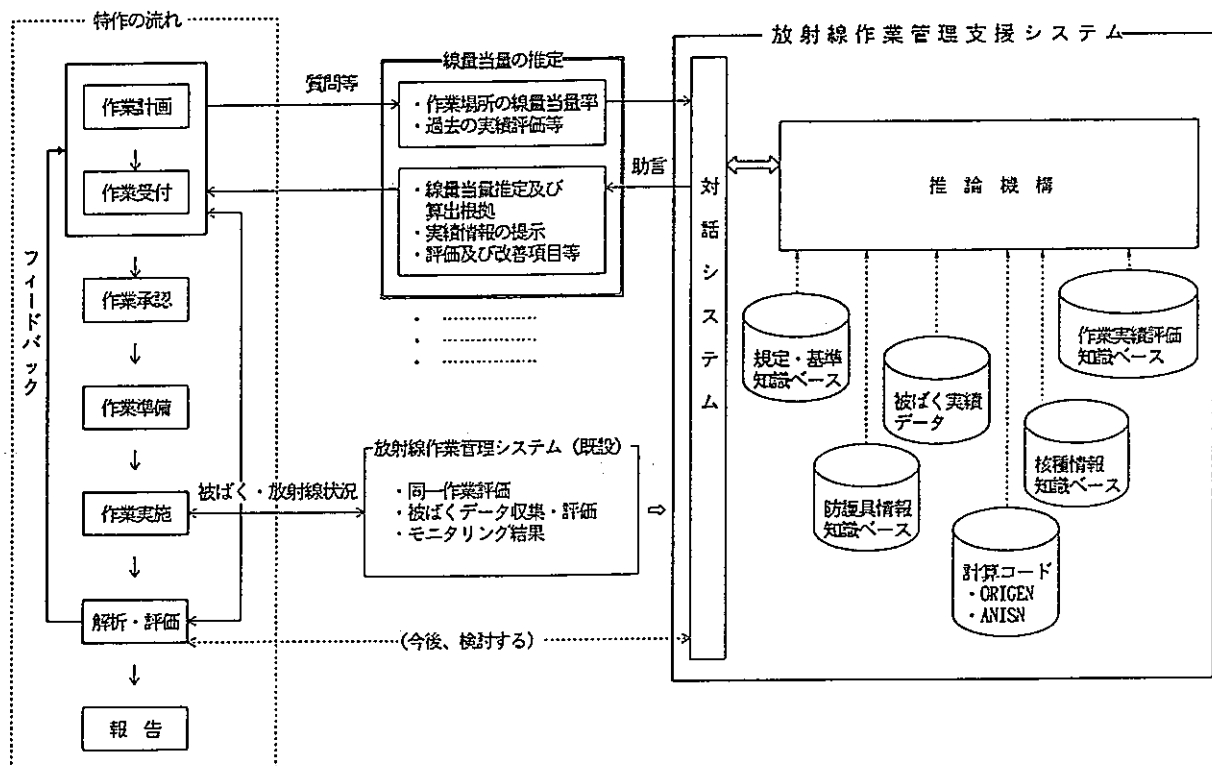 特作の流れ
作業計画
作業受付
作業承認
作業準備
作業実施
解析・評価
報 告
フィードバック
質問等
線量当量の推定
・作業場所の線量当量率
・過去の実績評価等
助言
・線量当量推定及び
算出根拠
・実績情報の提示
・評価及び改善項目等
・ ……………
・ ……………
・ ……………
被ばく・放射線状況
放射線作業管理システム (既設)
・同一作業評価
・被ばくデータ収集・評価
・モニタリング結果
(今後、検討する)
放射線作業管理支援システム
対話システム
推論機構
規定・基準
知識ベース
防護具情報
知識ベース
被ばく実績
データ
計算コード
・ORIGEN
・ANISN
核種情報
知識ベース
作業実績評価
知識ベース